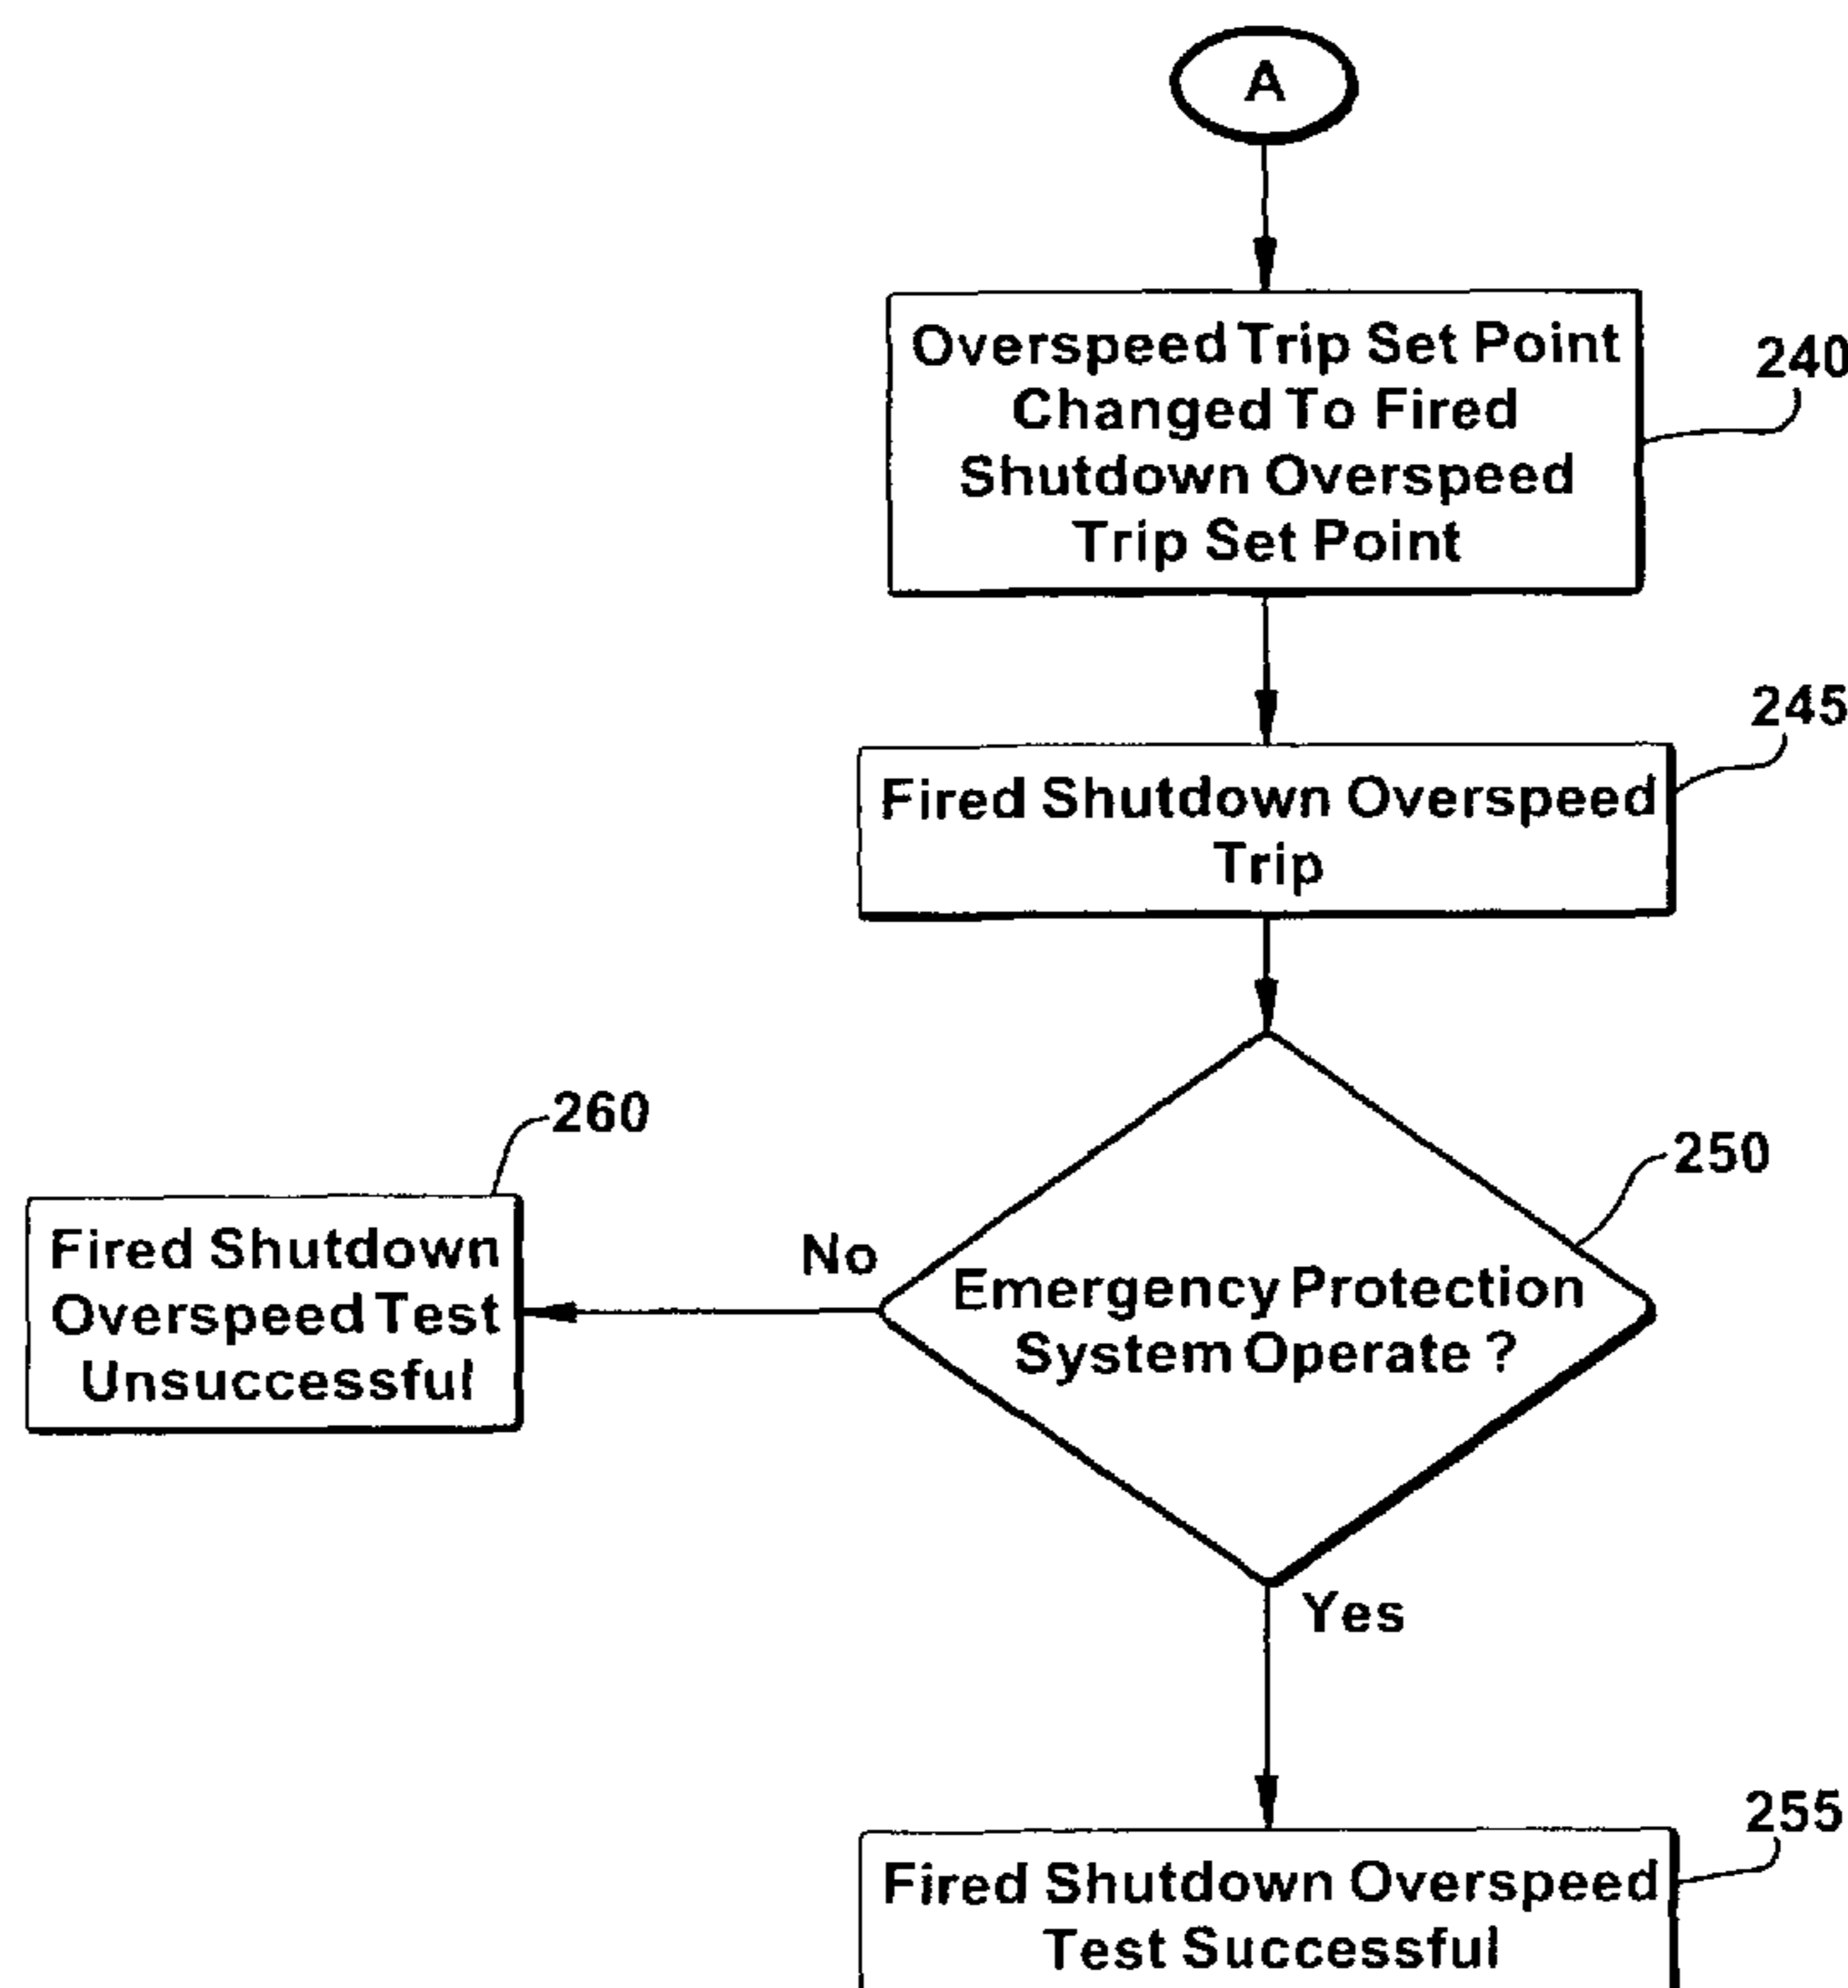 A
Overspeed Trip Set Point
Changed To Fired
Shutdown Overspeed
Trip Set Point
240
Fired Shutdown Overspeed
Trip
245
Emergency Protection
System Operate ?
250
No
Fired Shutdown
Overspeed Test
Unsuccessful
260
Yes
Fired Shutdown Overspeed
Test Successful
255